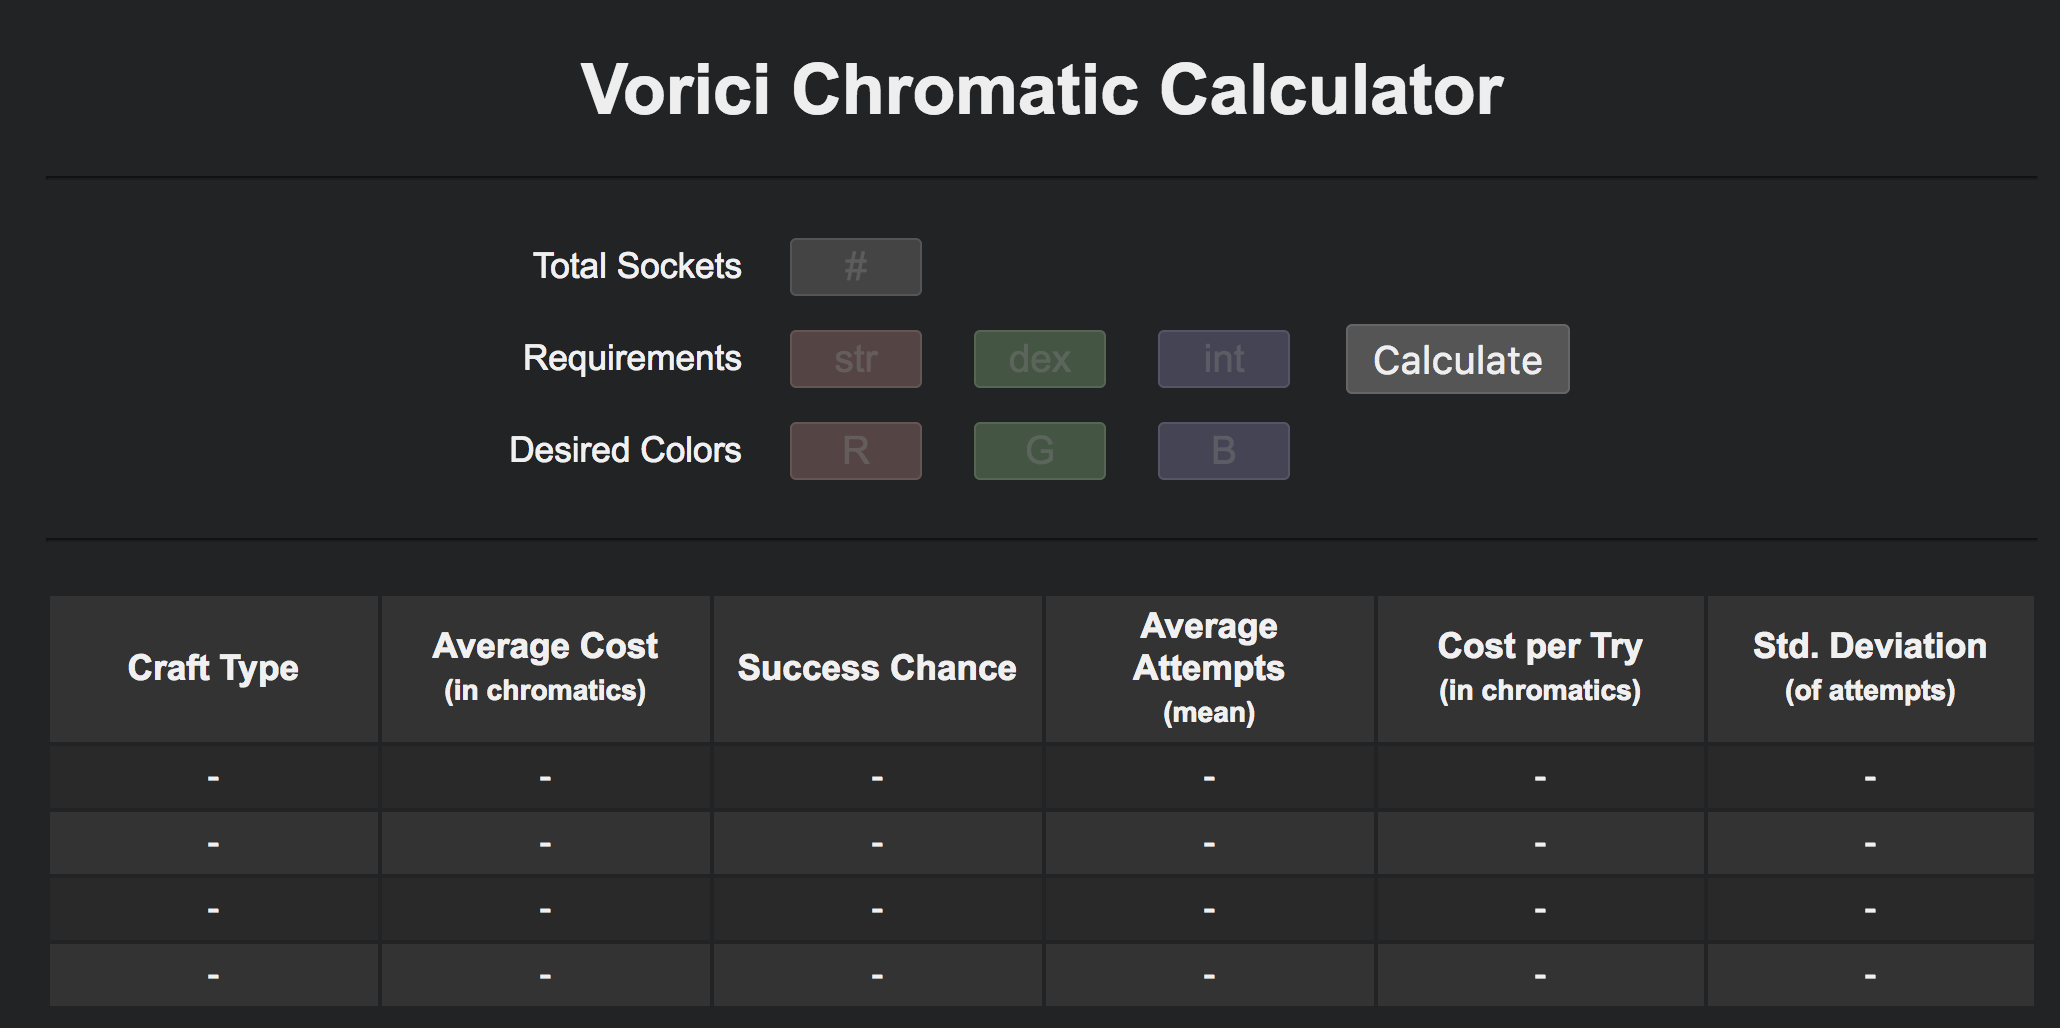 Vorici Chromatic Calculator
Total Sockets #
Requirements str dex int Calculate
Desired Colors R G B
Craft Type Average Cost (in chromatics) Success Chance Average Attempts (mean) Cost per Try (in chromatics) Std. Deviation (of attempts)
- - - - - -
- - - - - -
- - - - - -
- - - - - -